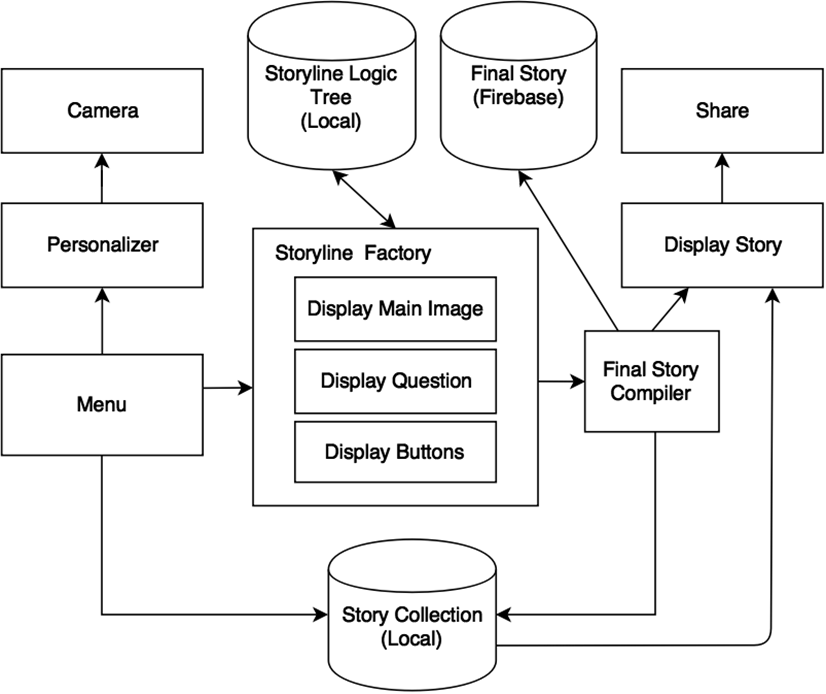 Storyline Logic
Tree
(Local)
Final Story
(Firebase)
Camera
Share
Personalizer
Storyline Factory
Display Story
Display Main Image
Display Question
Display Buttons
Menu
Final Story
Compiler
Story Collection
(Local)